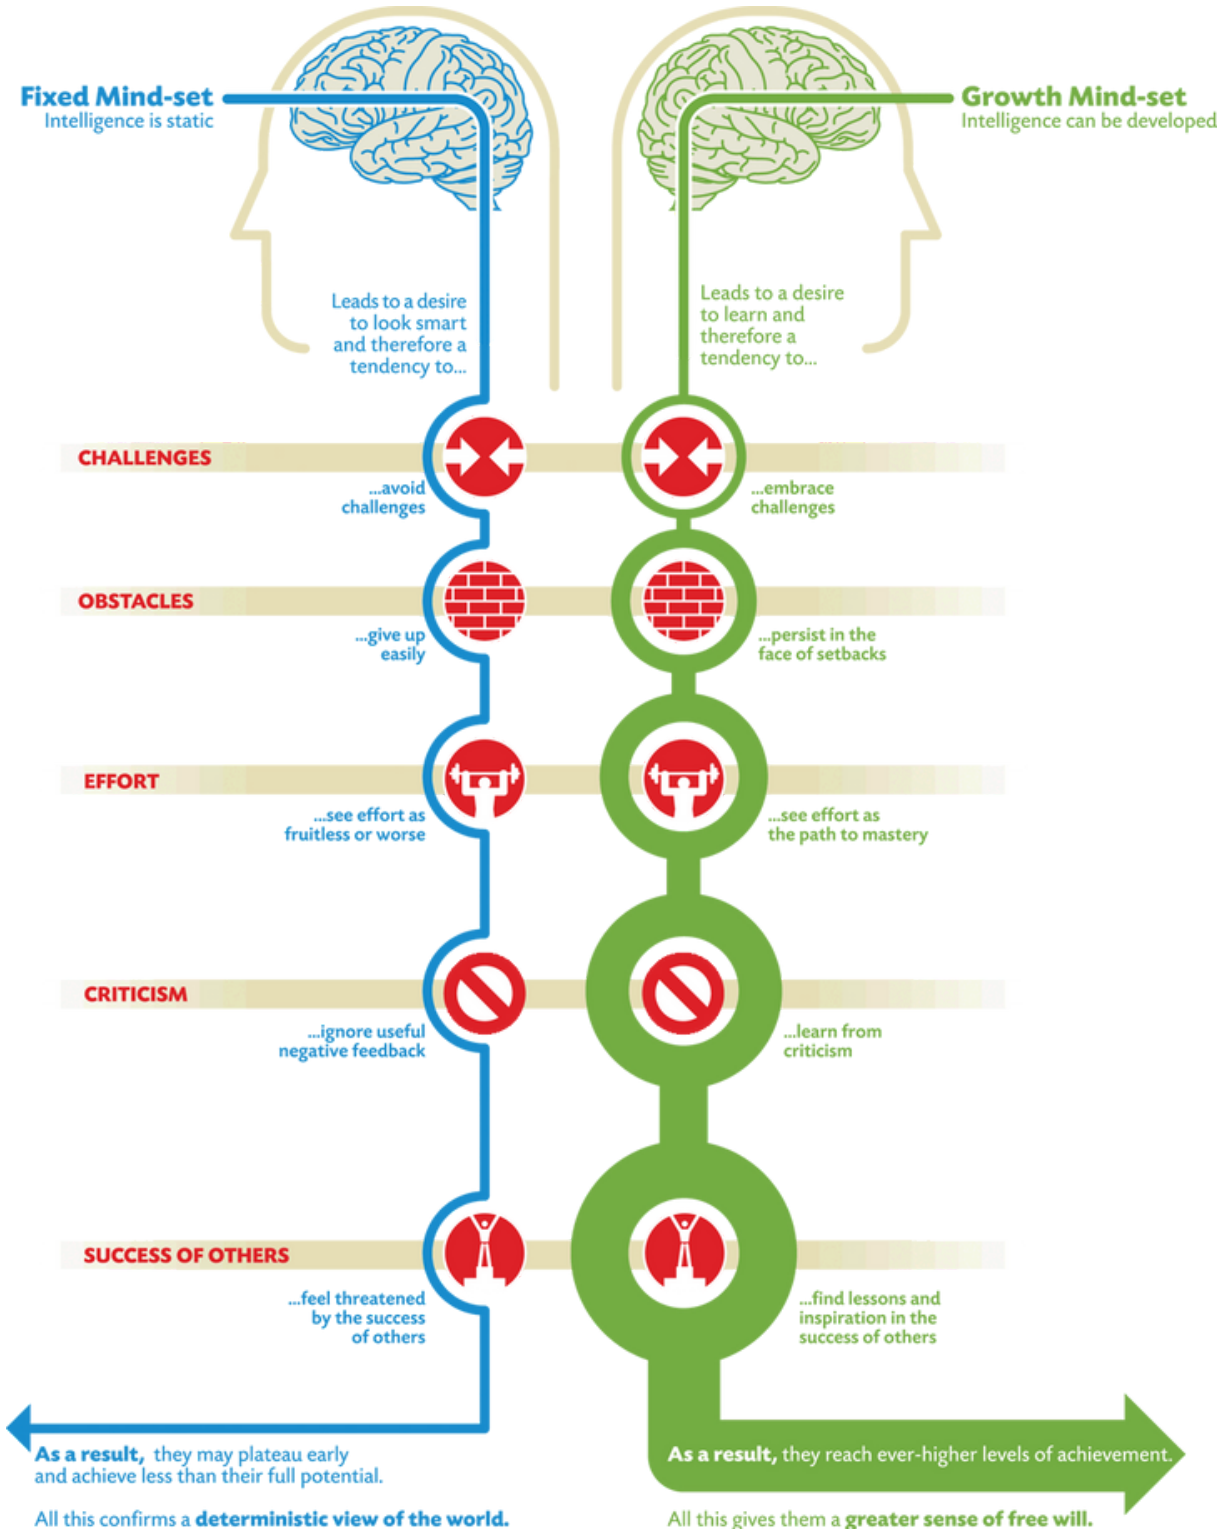 Fixed Mind-set
Intelligence is static
Growth Mind-set
Intelligence can be developed
Leads to a desire
to look smart
and therefore a
tendency to...
Leads to a desire
to learn and
therefore a
tendency to...
CHALLENGES
...avoid
challenges
...embrace
challenges
OBSTACLES
...give up
easily
...persist in the
face of setbacks
EFFORT
...see effort as
fruitless or worse
...see effort as
the path to mastery
CRITICISM
...ignore useful
negative feedback
...learn from
criticism
SUCCESS OF OTHERS
...feel threatened
by the success
of others
...find lessons and
inspiration in the
success of others
As a result, they may plateau early
and achieve less than their full potential.
All this confirms a deterministic view of the world.
As a result, they reach ever-higher levels of achievement.
All this gives them a greater sense of free will.